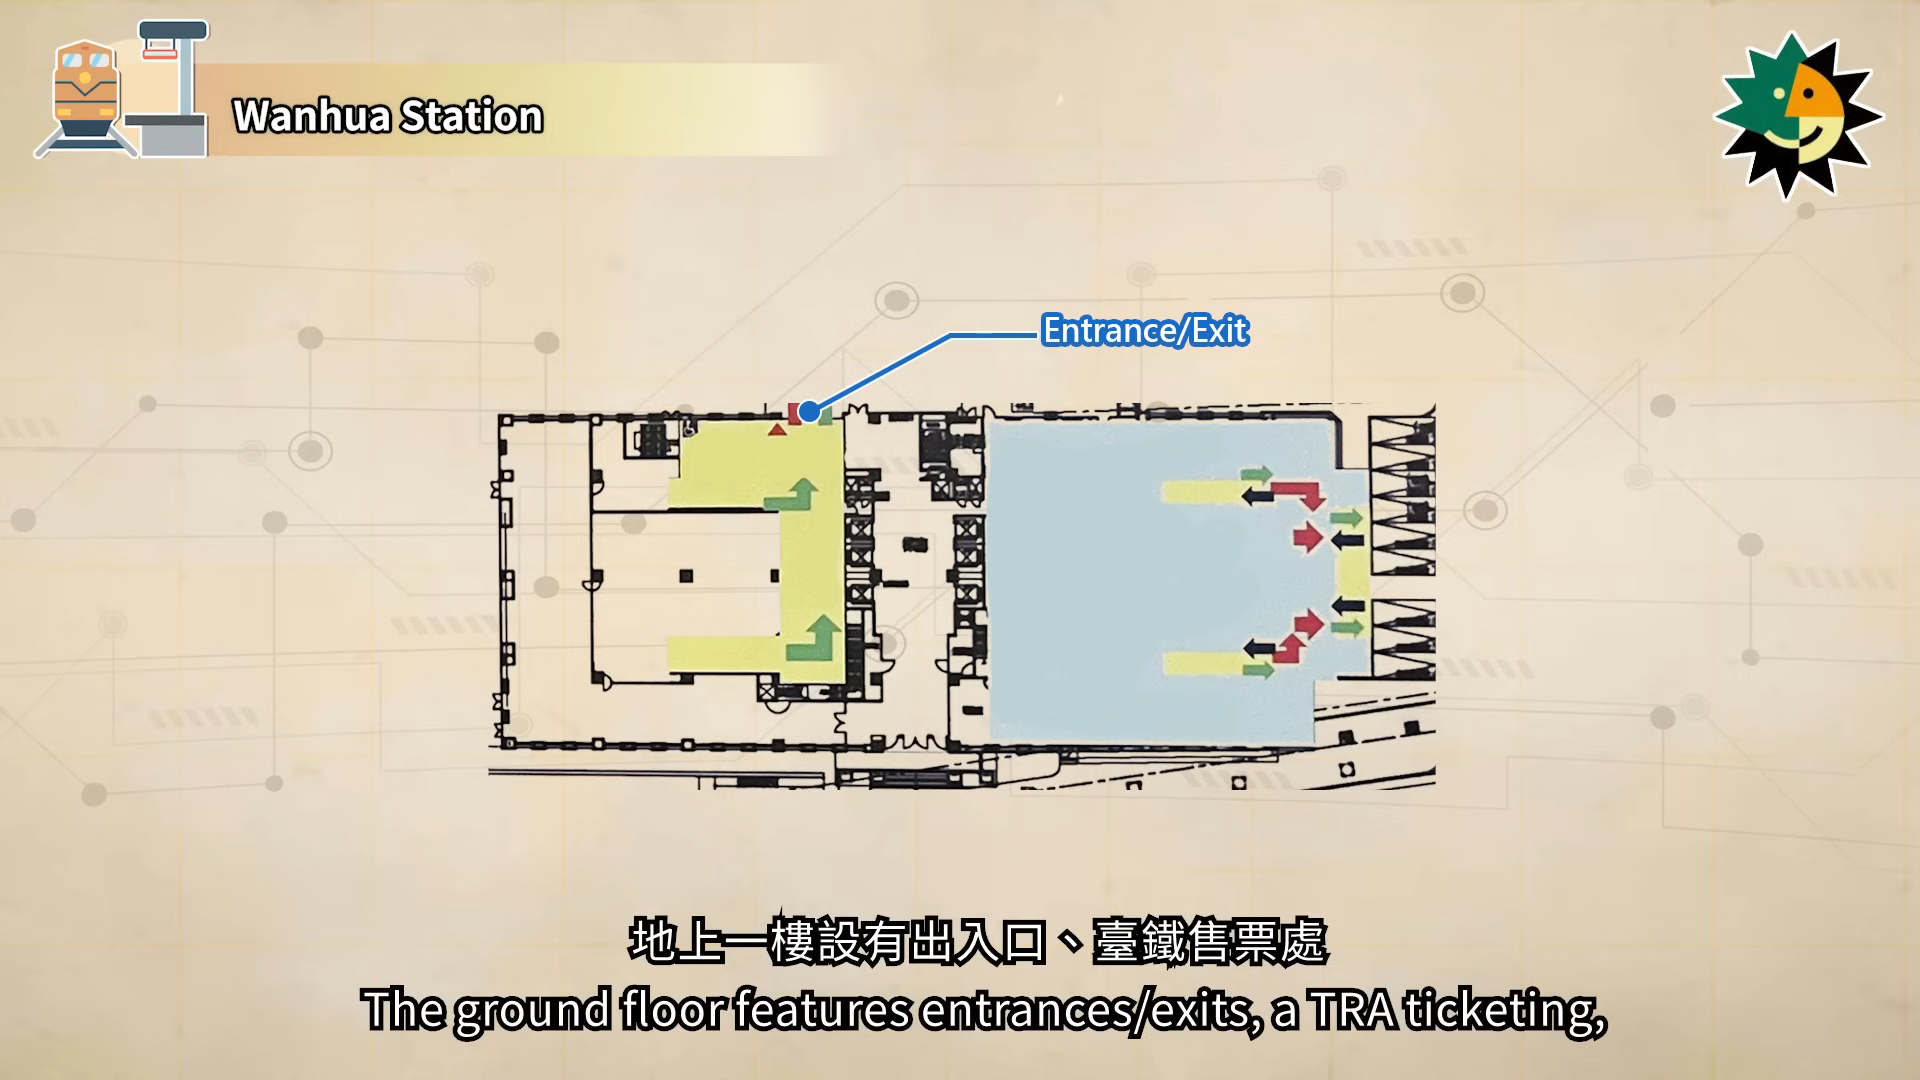 Wanhua Station
Entrance/Exit
地上一樓設有出入口、臺鐵售票處
The ground floor features entrances/exits, a TRA ticketing,